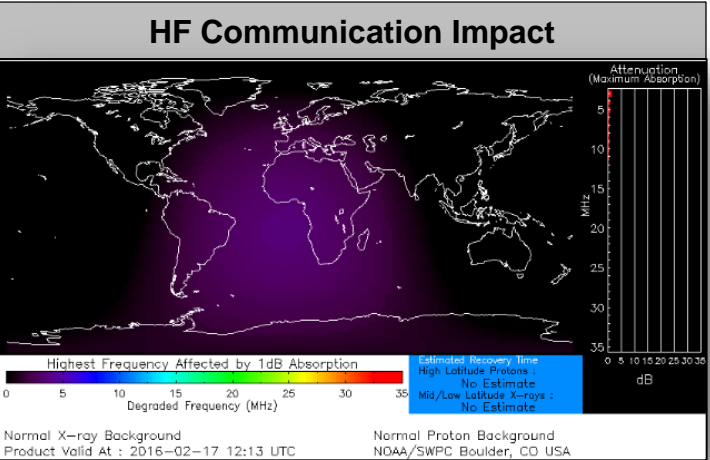 HF Communication Impact
Attenuation
(Maximum Absorption)
5
10
15
20
25
30
35
MHz
0 5 10 15 20 25 30 35
dB
Highest Frequency Affected by 1dB Absorption
0 5 10 15 20 25 30 35
Degraded Frequency (MHz)
Estimated Recovery Time
High Latitude Protons :
No Estimate
Mid/Low Latitude X-rays :
No Estimate
Normal X-ray Background
Normal Proton Background
Product Valid At : 2016-02-17 12:13 UTC
NOAA/SWPC Boulder, CO USA